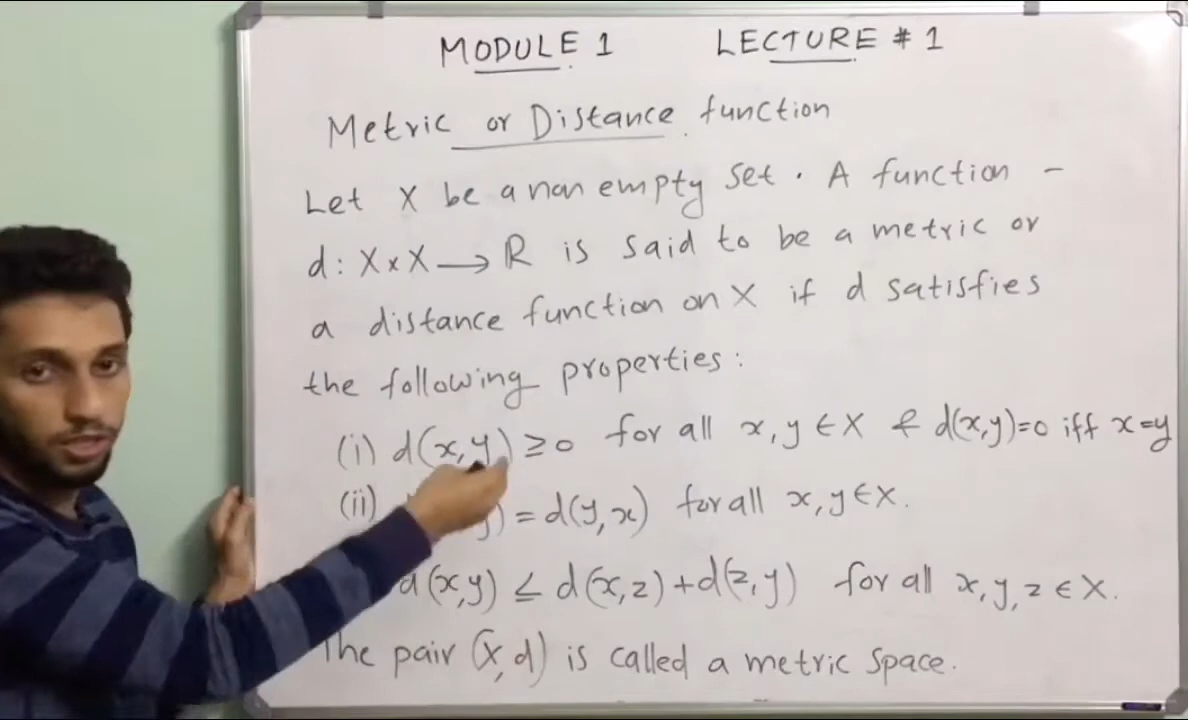 MODULE 1 LECTURE # 1
Metric or Distance function
Let X be a non empty set. A function -
d: X x X → R is said to be a metric or
a distance function on X if d satisfies
the following properties:
(i) d(x,y) ≥ 0 for all x, y ∈ X & d(x,y)=0 iff x=y
(ii) y) = d(y,x) for all x, y ∈ X.
d(x,y) ≤ d(x,z)+d(z,y) for all x, y, z ∈ X.
The pair (X,d) is called a metric space.